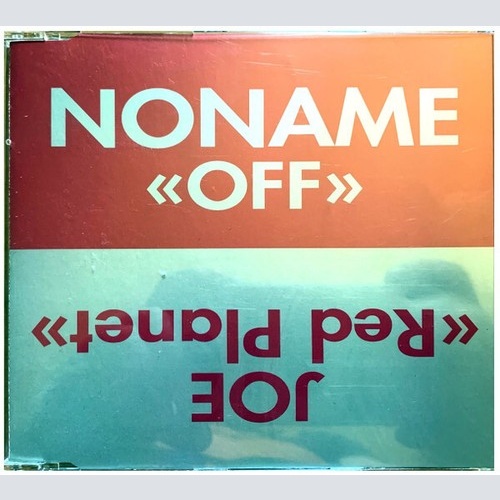 NONAME
«OFF»
JOE
«Red Planet»